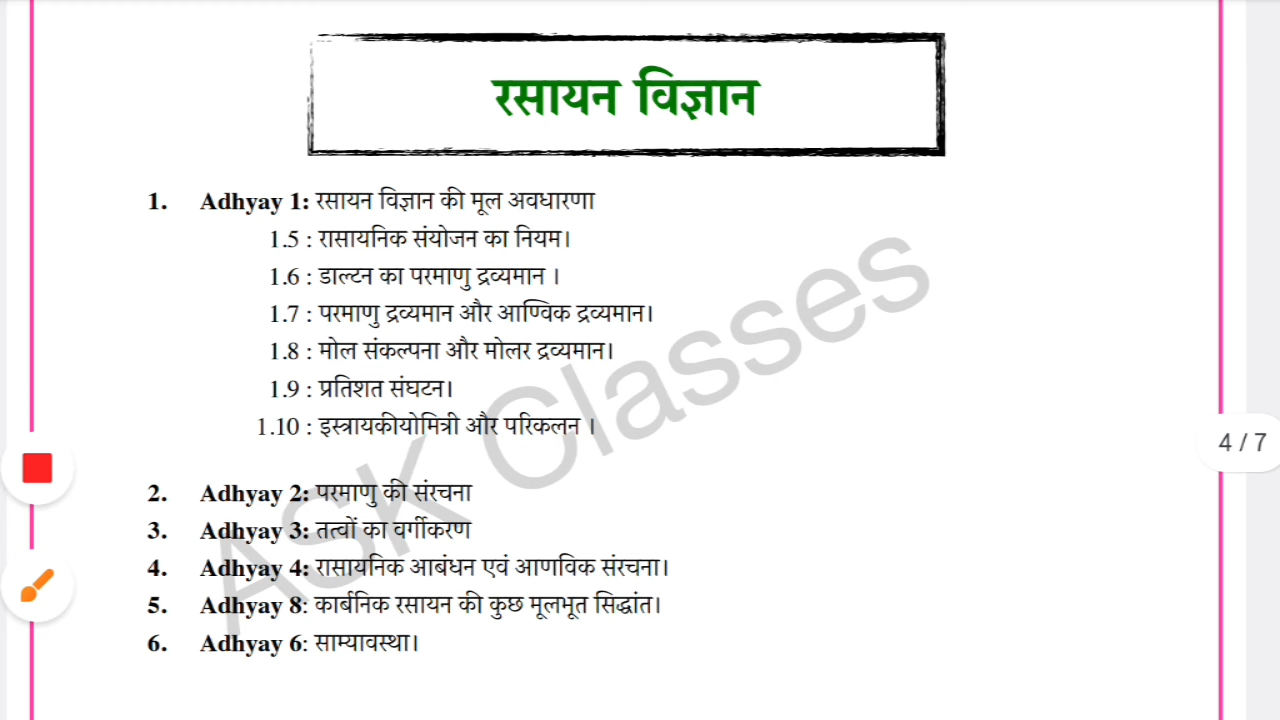 रसायन विज्ञान
1. Adhyay 1: रसायन विज्ञान की मूल अवधारणा
1.5 : रासायनिक संयोजन का नियम।
1.6 : डाल्टन का परमाणु द्रव्यमान ।
1.7 : परमाणु द्रव्यमान और आण्विक द्रव्यमान।
1.8 : मोल संकल्पना और मोलर द्रव्यमान।
1.9 : प्रतिशत संघटन।
1.10 : इस्त्रायकीयोमित्री और परिकलन ।
4 / 7
2. Adhyay 2: परमाणु की संरचना
3. Adhyay 3: तत्वों का वर्गीकरण
4. Adhyay 4: रासायनिक आबंधन एवं आणविक संरचना।
5. Adhyay 8: कार्बनिक रसायन की कुछ मूलभूत सिद्धांत।
6. Adhyay 6: साम्यावस्था।
ASK Classes